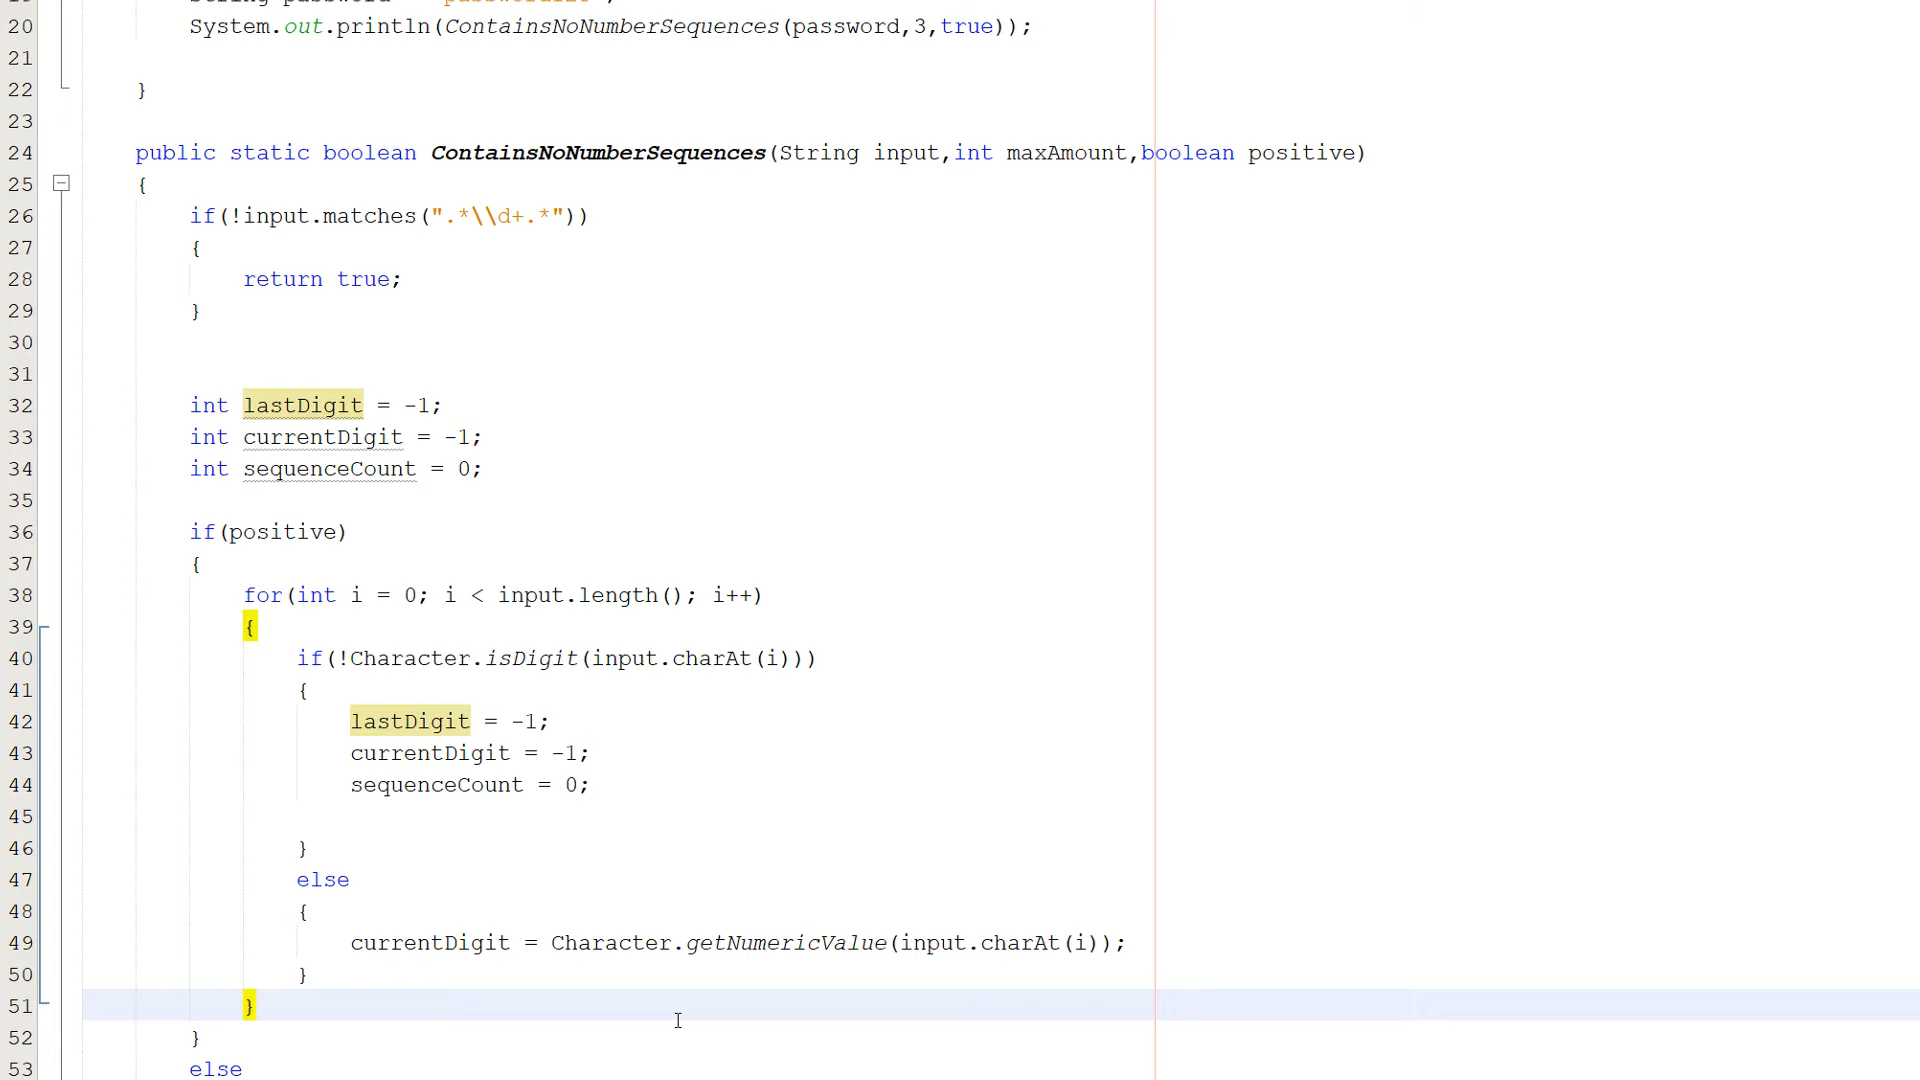 20 System.out.println(ContainsNoNumberSequences(password,3,true));
21
22 }
23
24 public static boolean ContainsNoNumberSequences(String input,int maxAmount,boolean positive)
25 {
26 if(!input.matches(".*\\d+.*"))
27 {
28 return true;
29 }
30
31
32 int lastDigit = -1;
33 int currentDigit = -1;
34 int sequenceCount = 0;
35
36 if(positive)
37 {
38 for(int i = 0; i < input.length(); i++)
39 {
40 if(!Character.isDigit(input.charAt(i)))
41 {
42 lastDigit = -1;
43 currentDigit = -1;
44 sequenceCount = 0;
45
46 }
47 else
48 {
49 currentDigit = Character.getNumericValue(input.charAt(i));
50 }
51 }
52 }
53 else